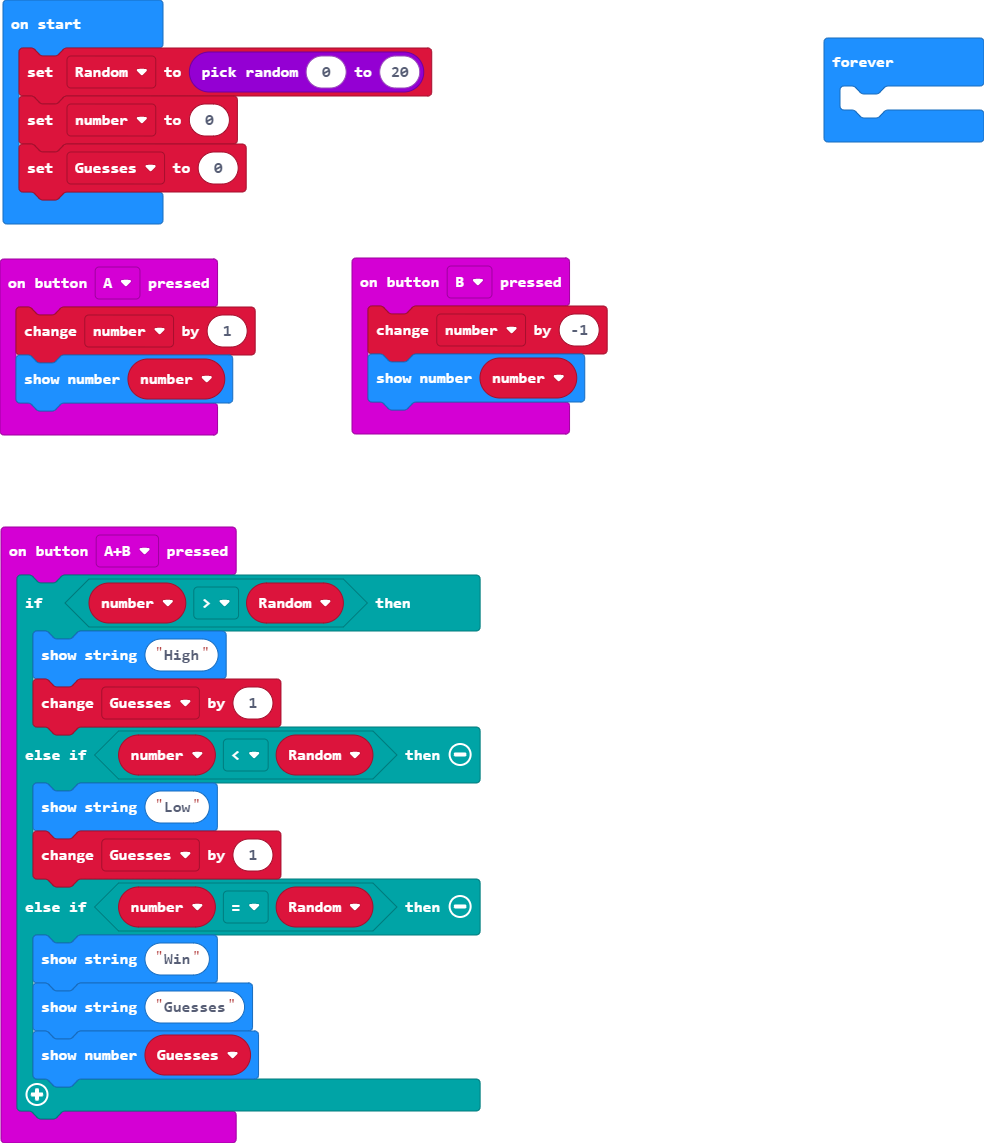 on start
set Random to pick random 0 to 20
set number to 0
set Guesses to 0
forever
on button A pressed
change number by 1
show number number
on button B pressed
change number by -1
show number number
on button A+B pressed
if number > Random then
show string "High"
change Guesses by 1
else if number < Random then
show string "Low"
change Guesses by 1
else if number = Random then
show string "Win"
show string "Guesses"
show number Guesses